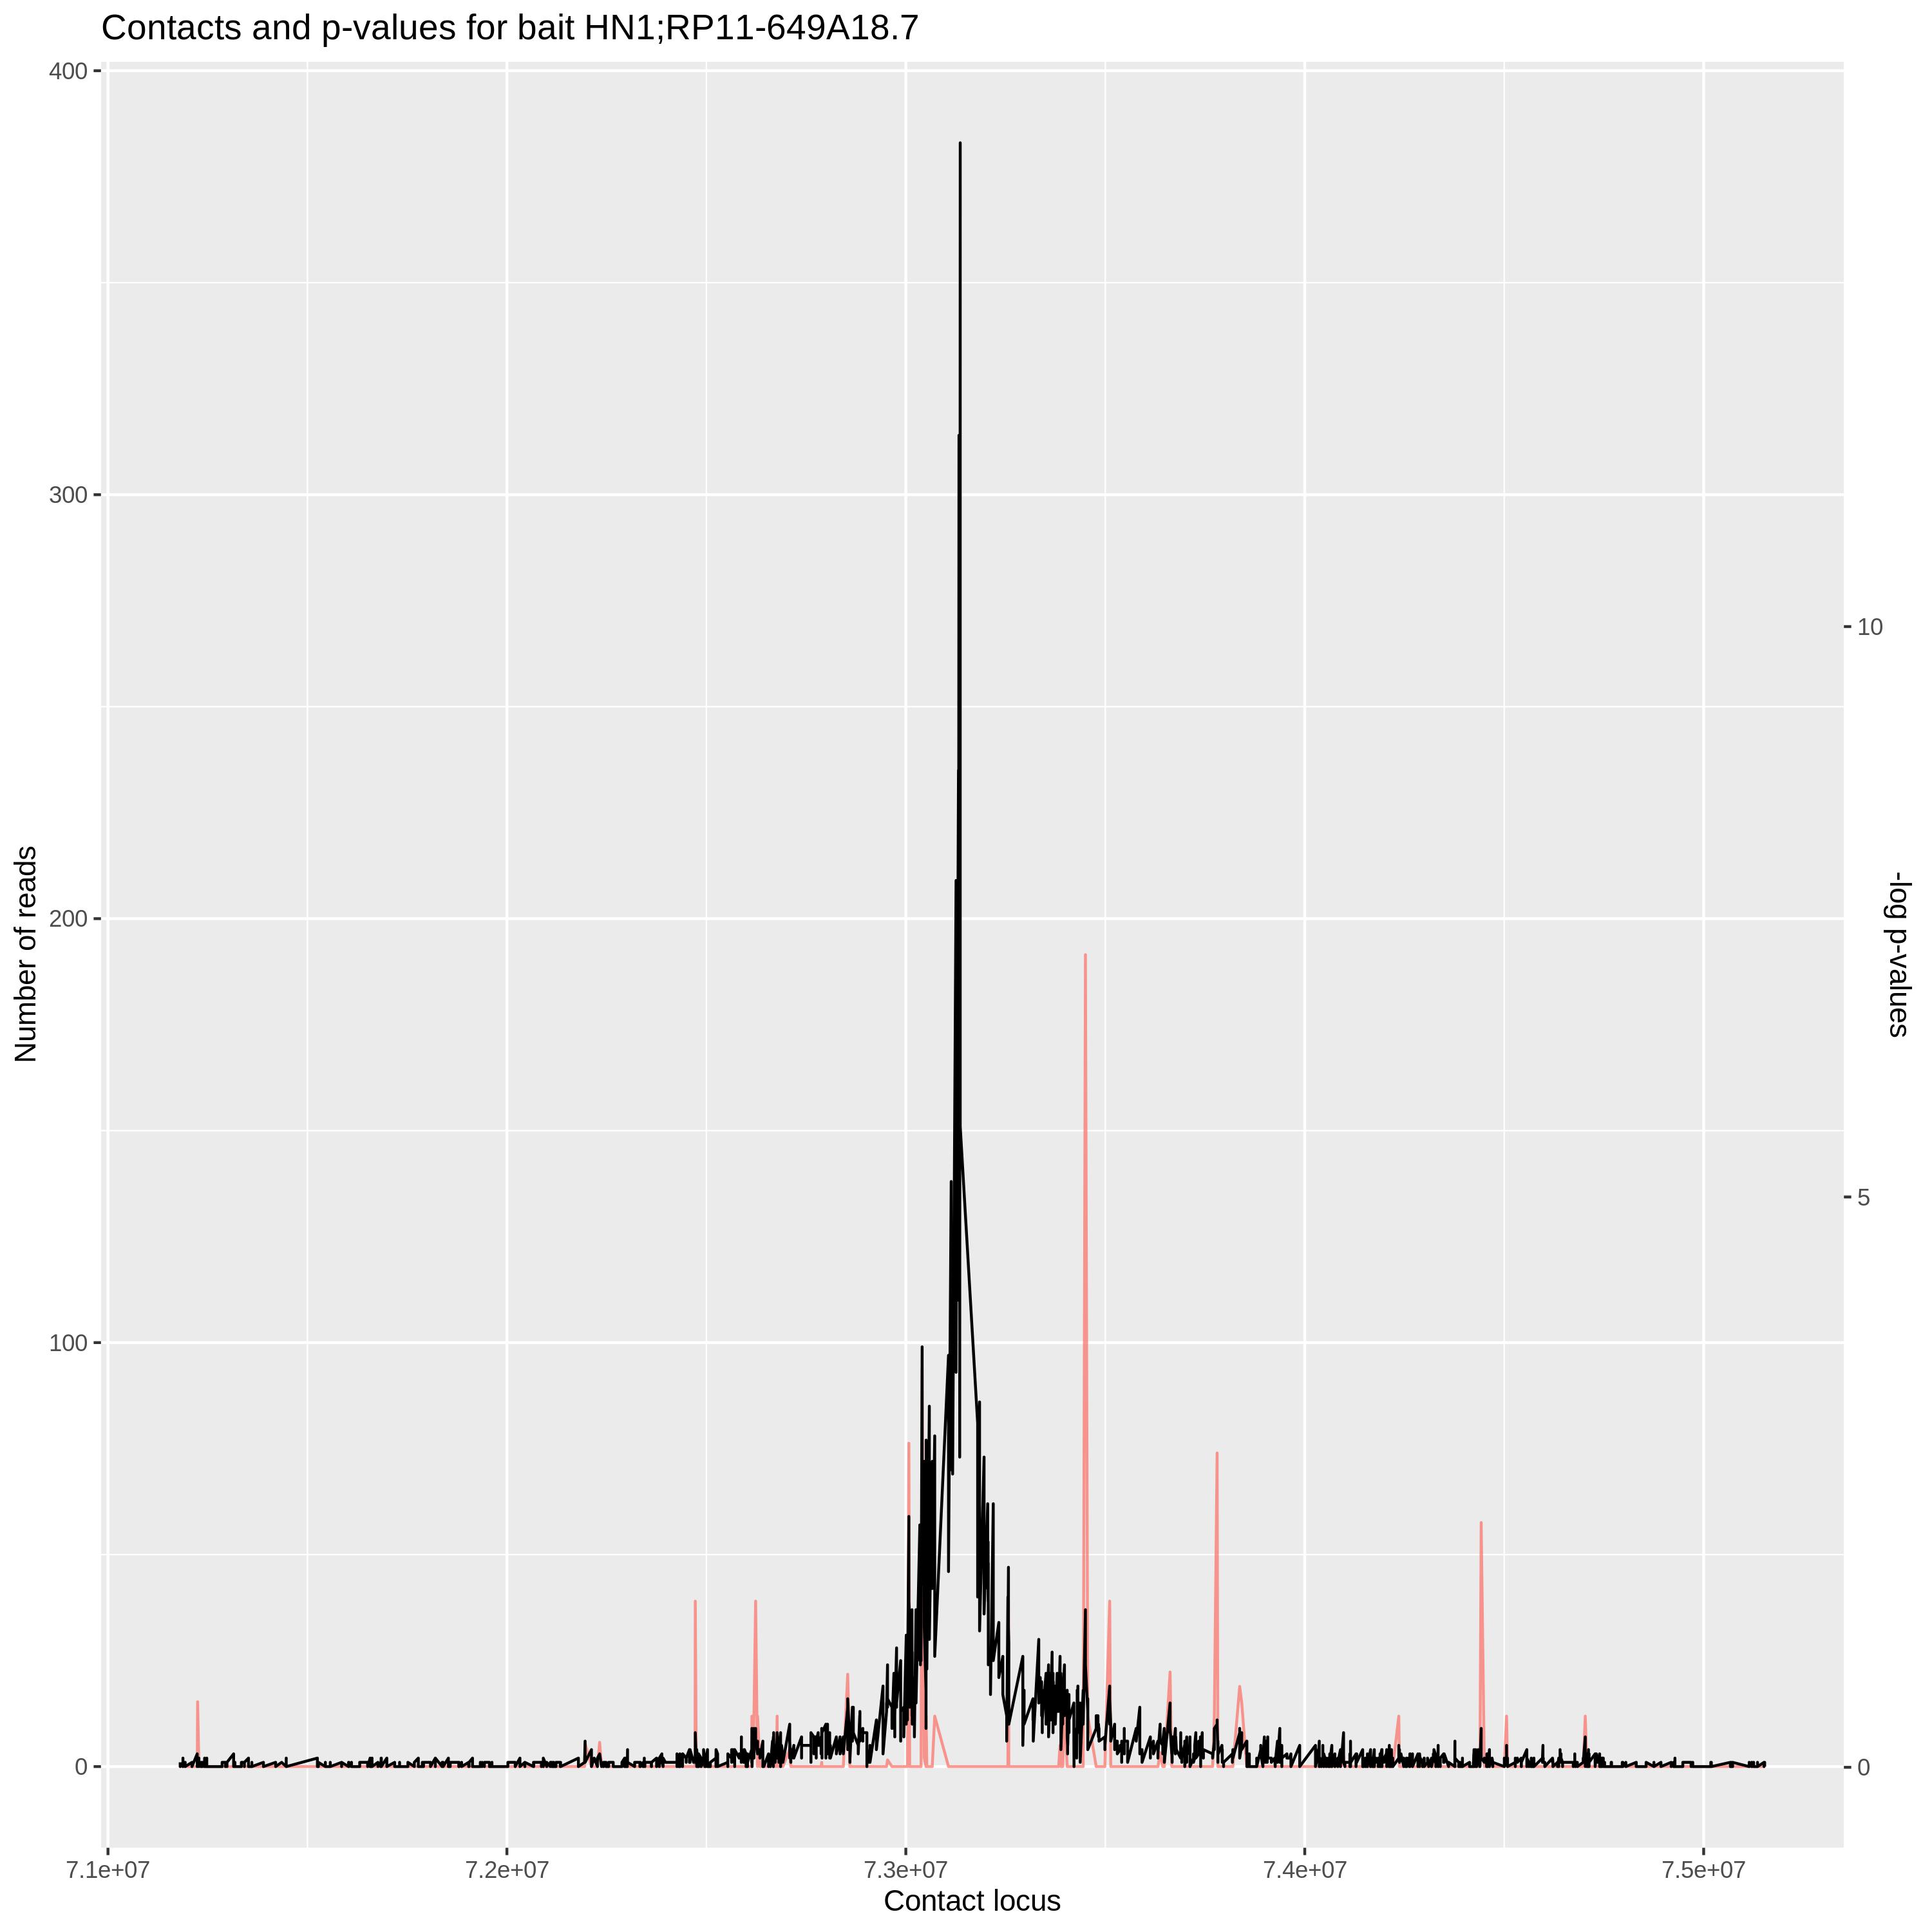 Contacts and p-values for bait HN1;RP11-649A18.7
400
300
200
100
0
Number of reads
10
5
0
-log p-values
7.1e+07
7.2e+07
7.3e+07
7.4e+07
7.5e+07
Contact locus